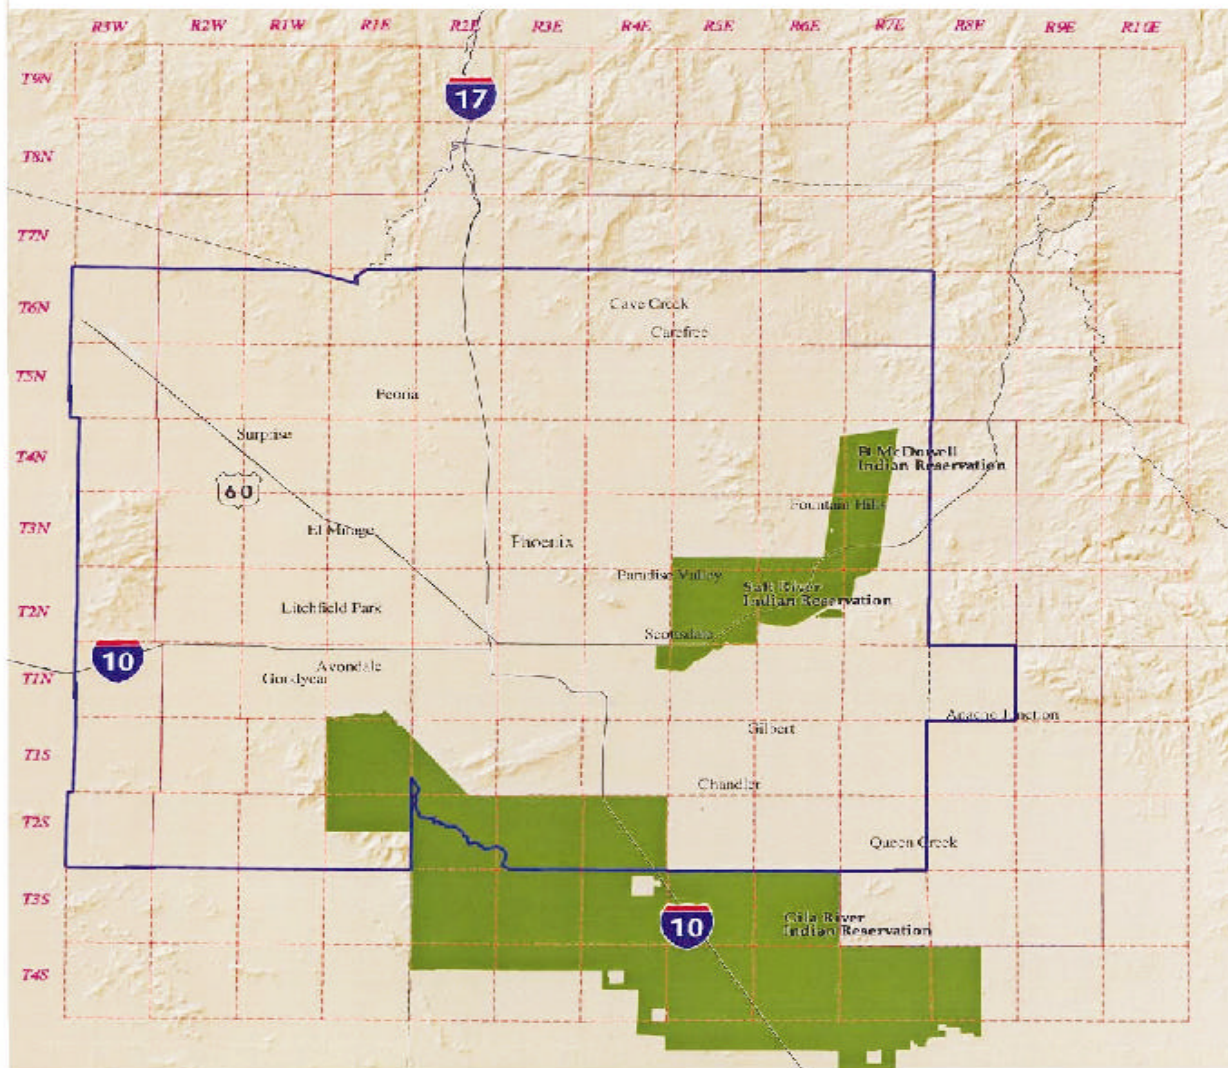 R3W R2W R1W R1E R2E R3E R4E R5E R6E R7E R8E R9E R10E
T9N
17
T8N
T7N
T6N
Cave Creek
Carefree
T5N
Peoria
Surprise
T4N
Ft McDowell
Indian Reservation
60
Fountain Hills
T3N
El Mirage
Phoenix
Paradise Valley
Salt River
Indian Reservation
T2N
Litchfield Park
Scottsdale
10
Avondale
T1N
Goodyear
Apache Junction
Gilbert
T1S
Chandler
T2S
Queen Creek
T3S
Gila River
Indian Reservation
10
T4S